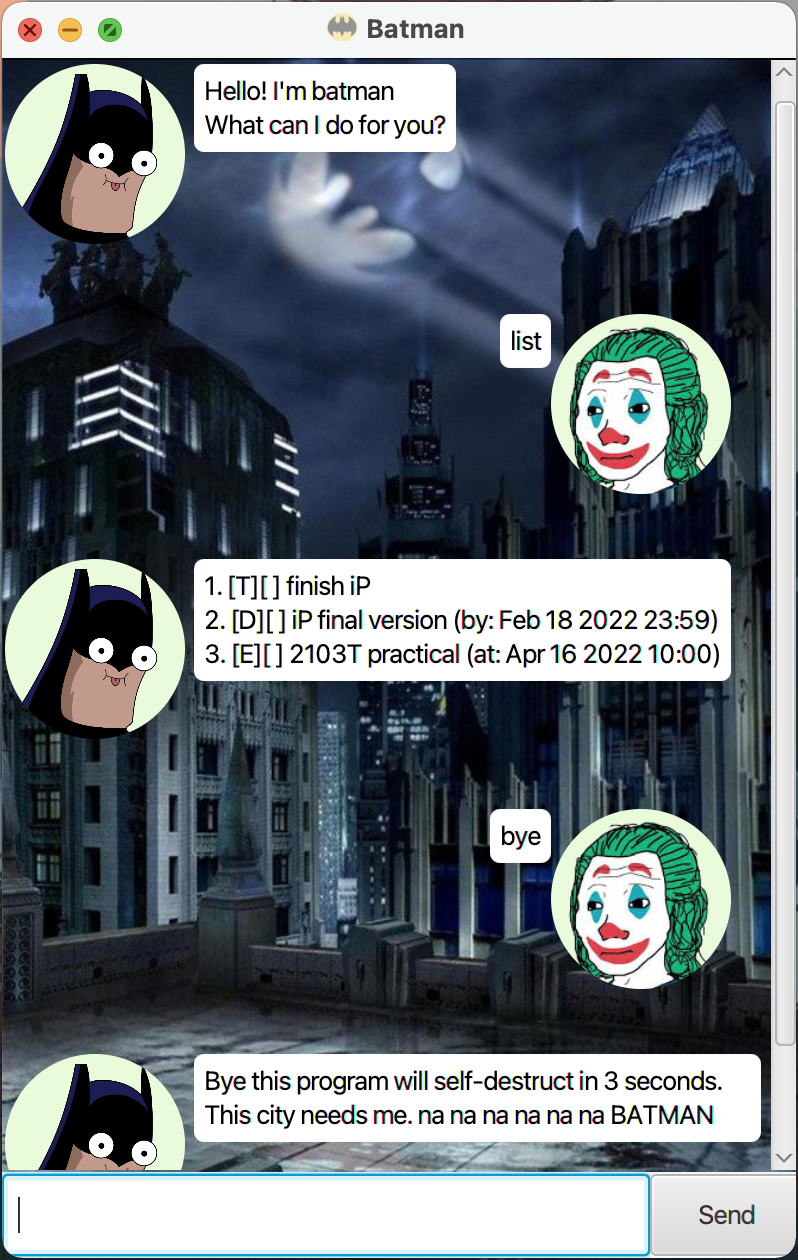 Batman
Hello! I'm batman
What can I do for you?
list
1. [T][ ] finish iP
2. [D][ ] iP final version (by: Feb 18 2022 23:59)
3. [E][ ] 2103T practical (at: Apr 16 2022 10:00)
bye
Bye this program will self-destruct in 3 seconds.
This city needs me. na na na na na na BATMAN
Send